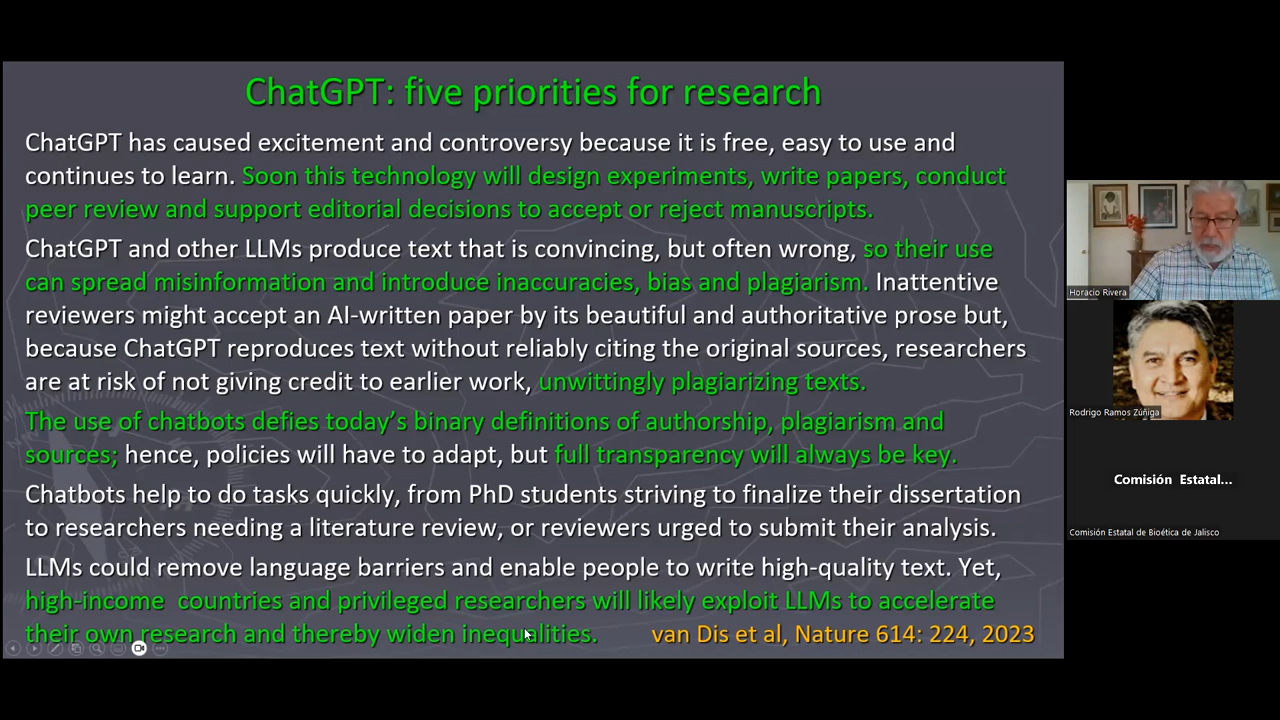 ChatGPT: five priorities for research
ChatGPT has caused excitement and controversy because it is free, easy to use and
continues to learn. Soon this technology will design experiments, write papers, conduct
peer review and support editorial decisions to accept or reject manuscripts.
ChatGPT and other LLMs produce text that is convincing, but often wrong, so their use
can spread misinformation and introduce inaccuracies, bias and plagiarism. Inattentive
reviewers might accept an AI-written paper by its beautiful and authoritative prose but,
because ChatGPT reproduces text without reliably citing the original sources, researchers
are at risk of not giving credit to earlier work, unwittingly plagiarizing texts.
The use of chatbots defies today's binary definitions of authorship, plagiarism and
sources; hence, policies will have to adapt, but full transparency will always be key.
Chatbots help to do tasks quickly, from PhD students striving to finalize their dissertation
to researchers needing a literature review, or reviewers urged to submit their analysis.
LLMs could remove language barriers and enable people to write high-quality text. Yet,
high-income countries and privileged researchers will likely exploit LLMs to accelerate
their own research and thereby widen inequalities. van Dis et al, Nature 614: 224, 2023
Horacio Rivera
Rodrigo Ramos Zúñiga
Comisión Estatal...
Comisión Estatal de Bioética de Jalisco